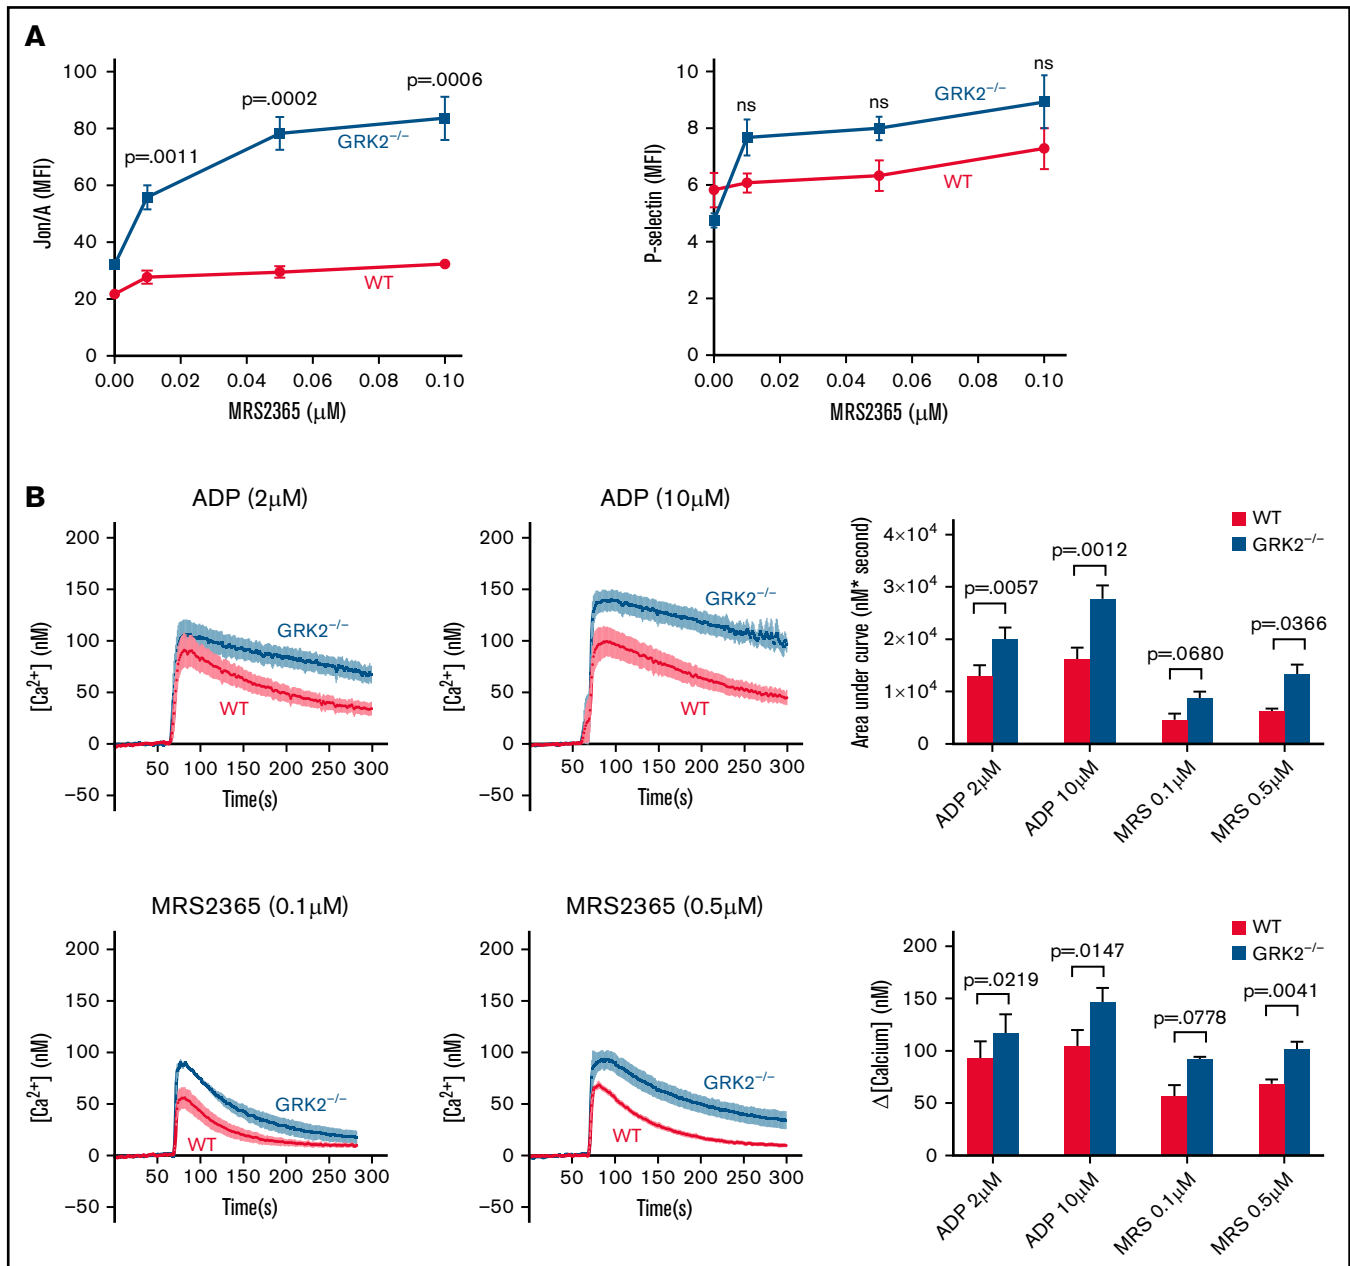 A
100
80
60
40
20
0
Jon/A (MFI)
p=.0011
p=.0002
p=.0006
GRK2⁻/⁻
WT
0.00 0.02 0.04 0.06 0.08 0.10
MRS2365 (μM)
10
8
6
4
2
0
P-selectin (MFI)
ns
ns
ns
GRK2⁻/⁻
WT
0.00 0.02 0.04 0.06 0.08 0.10
MRS2365 (μM)
B
ADP (2μM)
200
150
100
50
0
−50
[Ca²⁺] (nM)
GRK2⁻/⁻
WT
50 100 150 200 250 300
Time(s)
ADP (10μM)
200
150
100
50
0
−50
[Ca²⁺] (nM)
GRK2⁻/⁻
WT
50 100 150 200 250 300
Time(s)
WT
GRK2⁻/⁻
4×10⁴
3×10⁴
2×10⁴
1×10⁴
0
Area under curve (nM* second)
p=.0057
p=.0012
p=.0680
p=.0366
ADP 2μM
ADP 10μM
MRS 0.1μM
MRS 0.5μM
MRS2365 (0.1μM)
200
150
100
50
0
−50
[Ca²⁺] (nM)
GRK2⁻/⁻
WT
50 100 150 200 250 300
Time(s)
MRS2365 (0.5μM)
200
150
100
50
0
−50
[Ca²⁺] (nM)
GRK2⁻/⁻
WT
50 100 150 200 250 300
Time(s)
WT
GRK2⁻/⁻
200
150
100
50
0
Δ[Calcium] (nM)
p=.0219
p=.0147
p=.0778
p=.0041
ADP 2μM
ADP 10μM
MRS 0.1μM
MRS 0.5μM